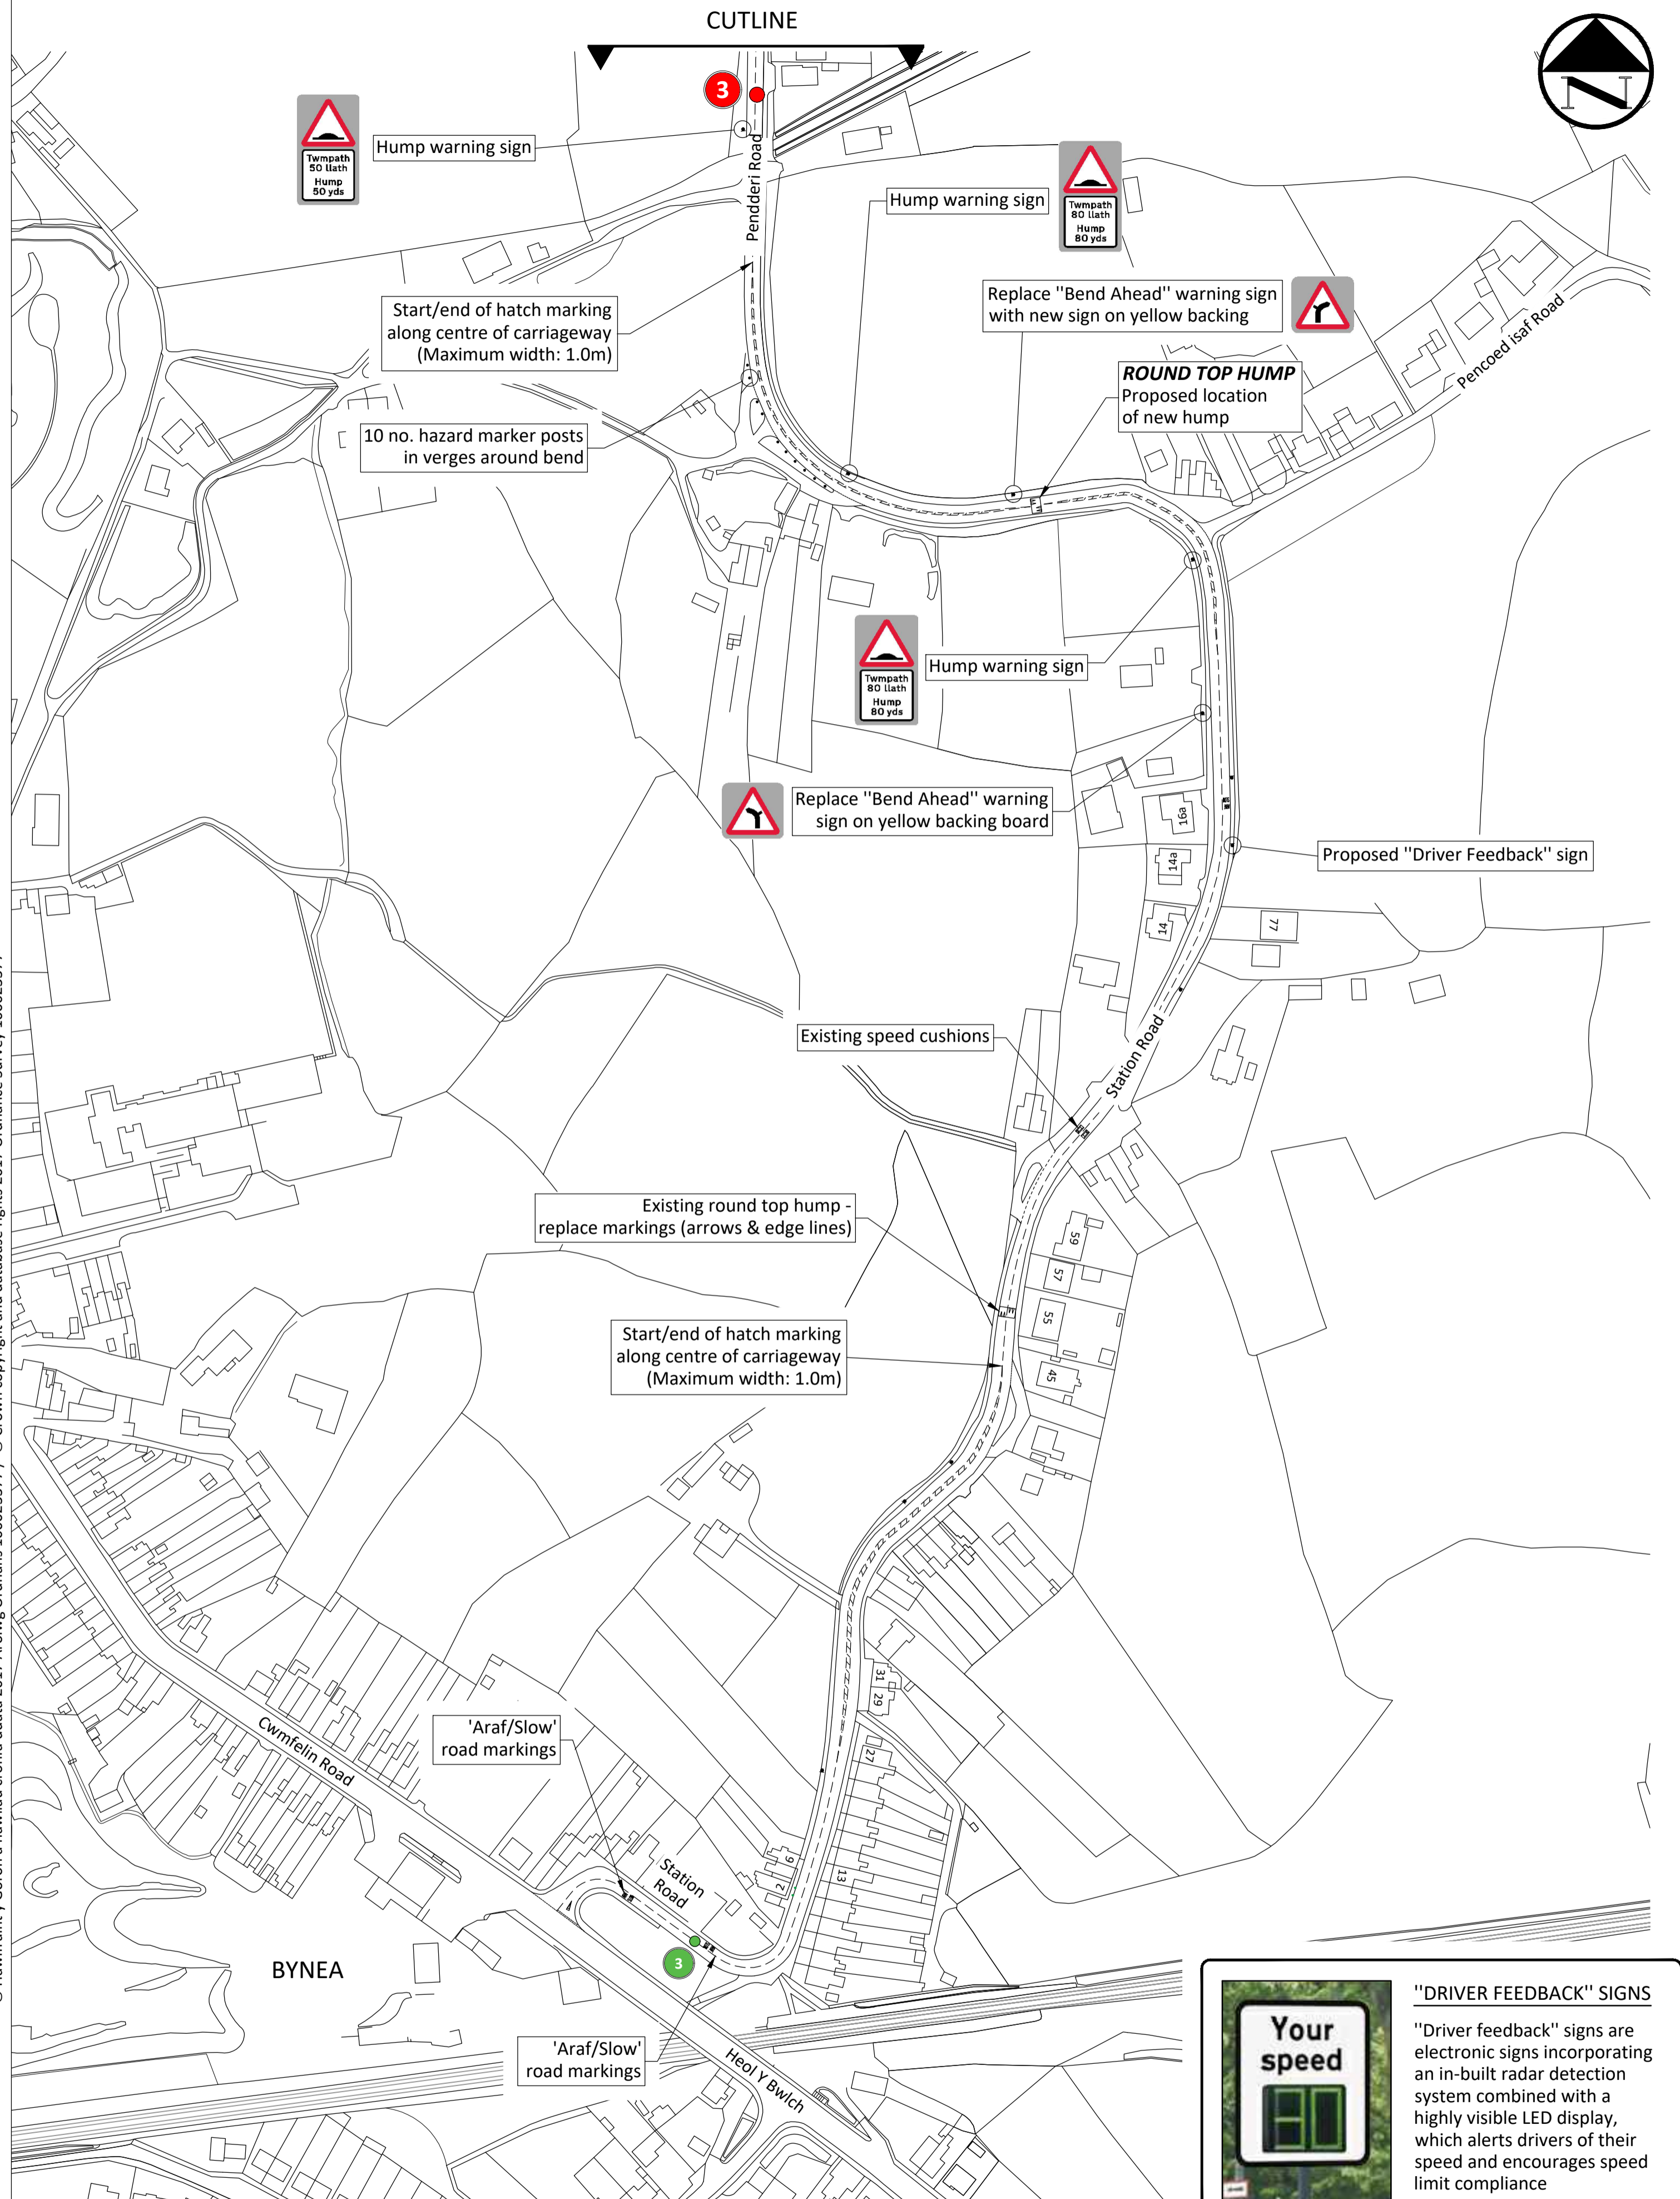 CUTLINE
N
3
Twmpath
50 llath
Hump
50 yds
Hump warning sign
Pendderi Road
Hump warning sign
Twmpath
80 llath
Hump
80 yds
Start/end of hatch marking
along centre of carriageway
(Maximum width: 1.0m)
Replace "Bend Ahead" warning sign
with new sign on yellow backing
Pencoed isaf Road
ROUND TOP HUMP
Proposed location
of new hump
10 no. hazard marker posts
in verges around bend
Twmpath
80 llath
Hump
80 yds
Hump warning sign
Replace "Bend Ahead" warning
sign on yellow backing board
16a
14a
14
77
Proposed "Driver Feedback" sign
Existing speed cushions
Station Road
Existing round top hump -
replace markings (arrows & edge lines)
59
57
55
45
Start/end of hatch marking
along centre of carriageway
(Maximum width: 1.0m)
31
29
27
13
9
2
'Araf/Slow'
road markings
Cwmfelin Road
Station
Road
3
BYNEA
'Araf/Slow'
road markings
Heol Y Bwlch
Your
speed
"DRIVER FEEDBACK" SIGNS
"Driver feedback" signs are
electronic signs incorporating
an in-built radar detection
system combined with a
highly visible LED display,
which alerts drivers of their
speed and encourages speed
limit compliance